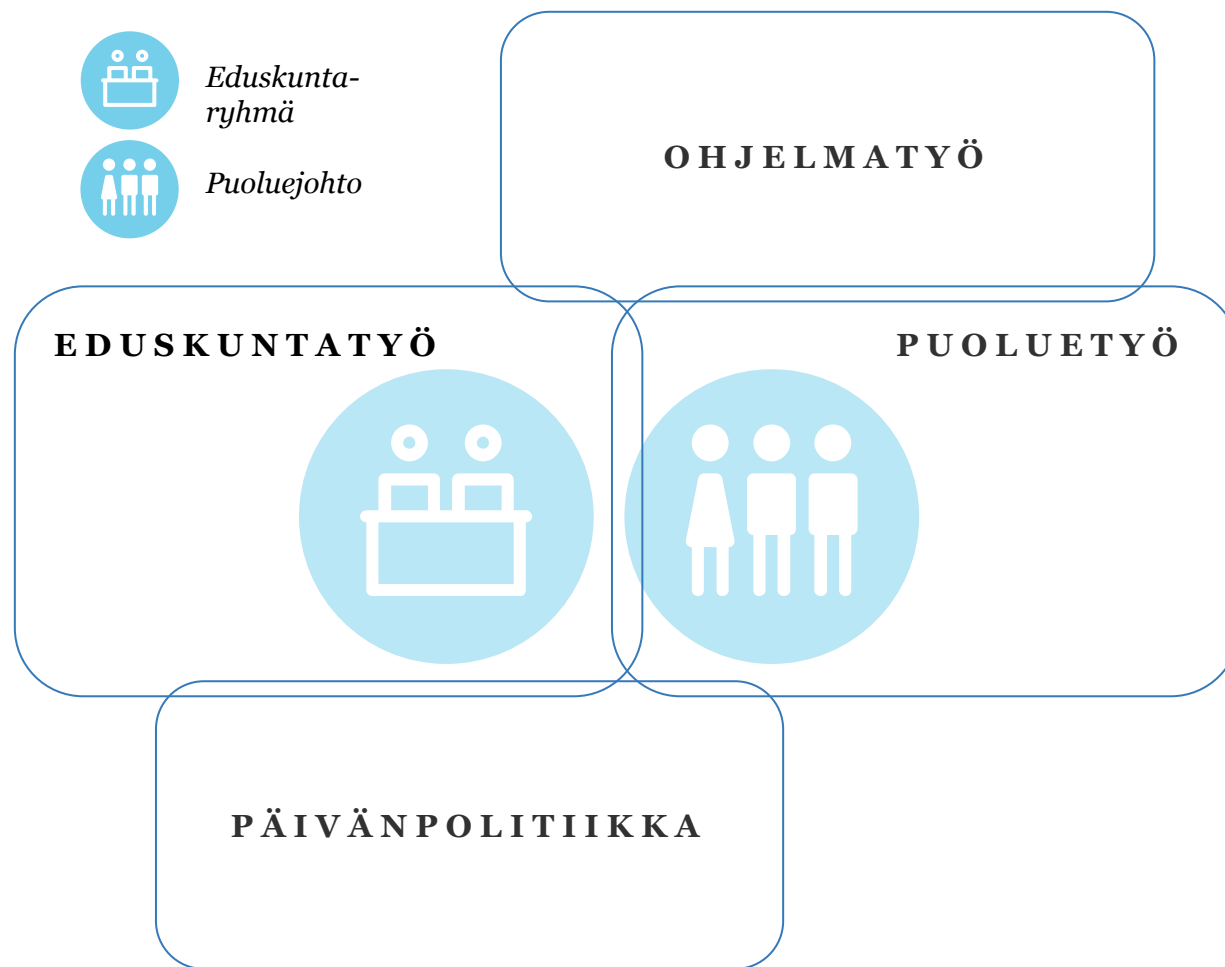 Eduskunta-
ryhmä
Puoluejohto
OHJELMATYÖ
EDUSKUNTATYÖ
PUOLUETYÖ
PÄIVÄNPOLITIIKKA